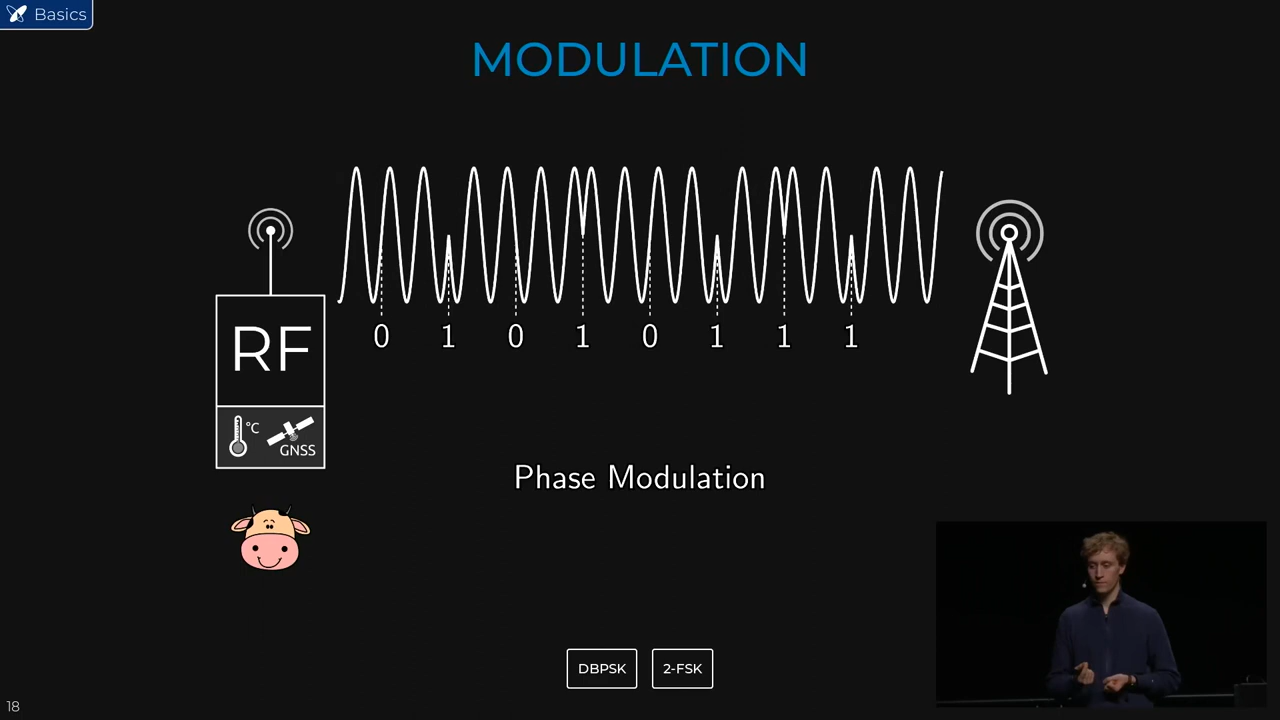 Basics
MODULATION
0 1 0 1 0 1 1 1
RF
°C
GNSS
Phase Modulation
DBPSK 2-FSK
18